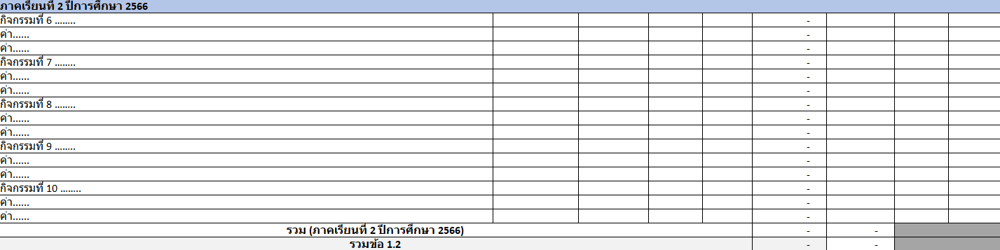 ภาคเรียนที่ 2 ปีการศึกษา 2566
กิจกรรมที่ 6 ........ -
ค่า...... -
ค่า...... -
กิจกรรมที่ 7 ........ -
ค่า...... -
ค่า...... -
กิจกรรมที่ 8 ........ -
ค่า...... -
ค่า...... -
กิจกรรมที่ 9 ........ -
ค่า...... -
ค่า...... -
กิจกรรมที่ 10 ........ -
ค่า...... -
ค่า...... -
รวม (ภาคเรียนที่ 2 ปีการศึกษา 2566) - -
รวมข้อ 1.2 - -